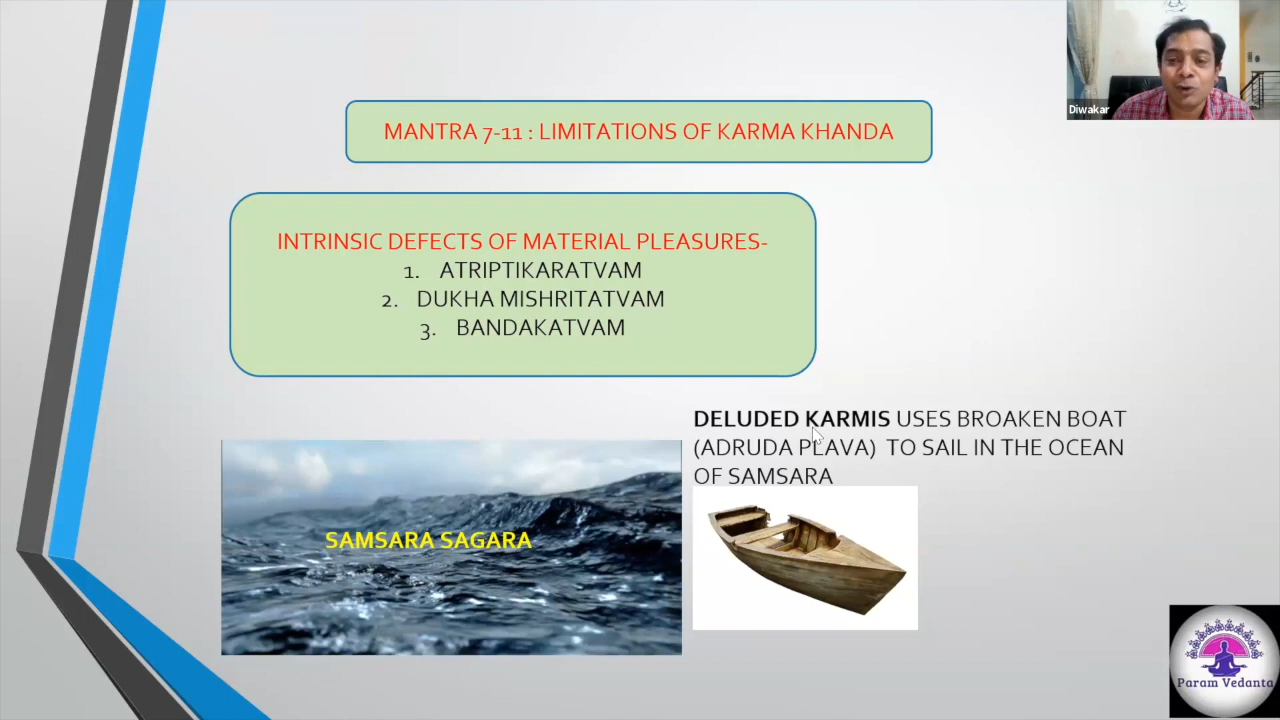 Diwakar
MANTRA 7-11 : LIMITATIONS OF KARMA KHANDA
INTRINSIC DEFECTS OF MATERIAL PLEASURES-
1. ATRIPTIKARATVAM
2. DUKHA MISHRITATVAM
3. BANDAKATVAM
DELUDED KARMIS USES BROAKEN BOAT
(ADRUDA PLAVA) TO SAIL IN THE OCEAN
OF SAMSARA
SAMSARA SAGARA
Param Vedanta